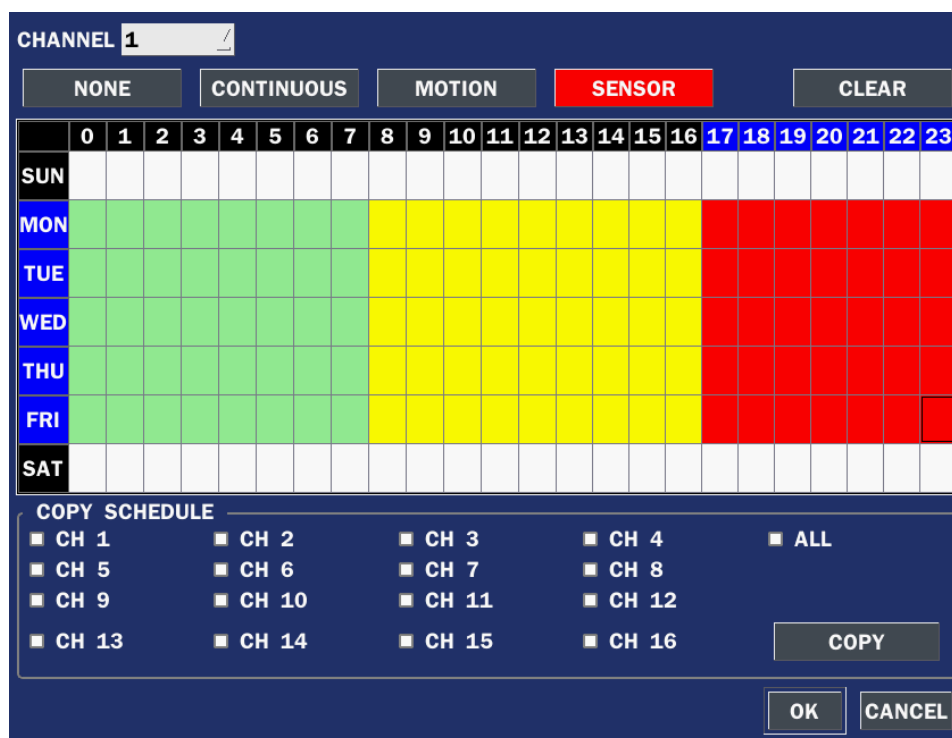 CHANNEL 1
NONE CONTINUOUS MOTION SENSOR CLEAR
0 1 2 3 4 5 6 7 8 9 10 11 12 13 14 15 16 17 18 19 20 21 22 23
SUN
MON
TUE
WED
THU
FRI
SAT
COPY SCHEDULE
CH 1 CH 2 CH 3 CH 4 ALL
CH 5 CH 6 CH 7 CH 8
CH 9 CH 10 CH 11 CH 12
CH 13 CH 14 CH 15 CH 16 COPY
OK CANCEL